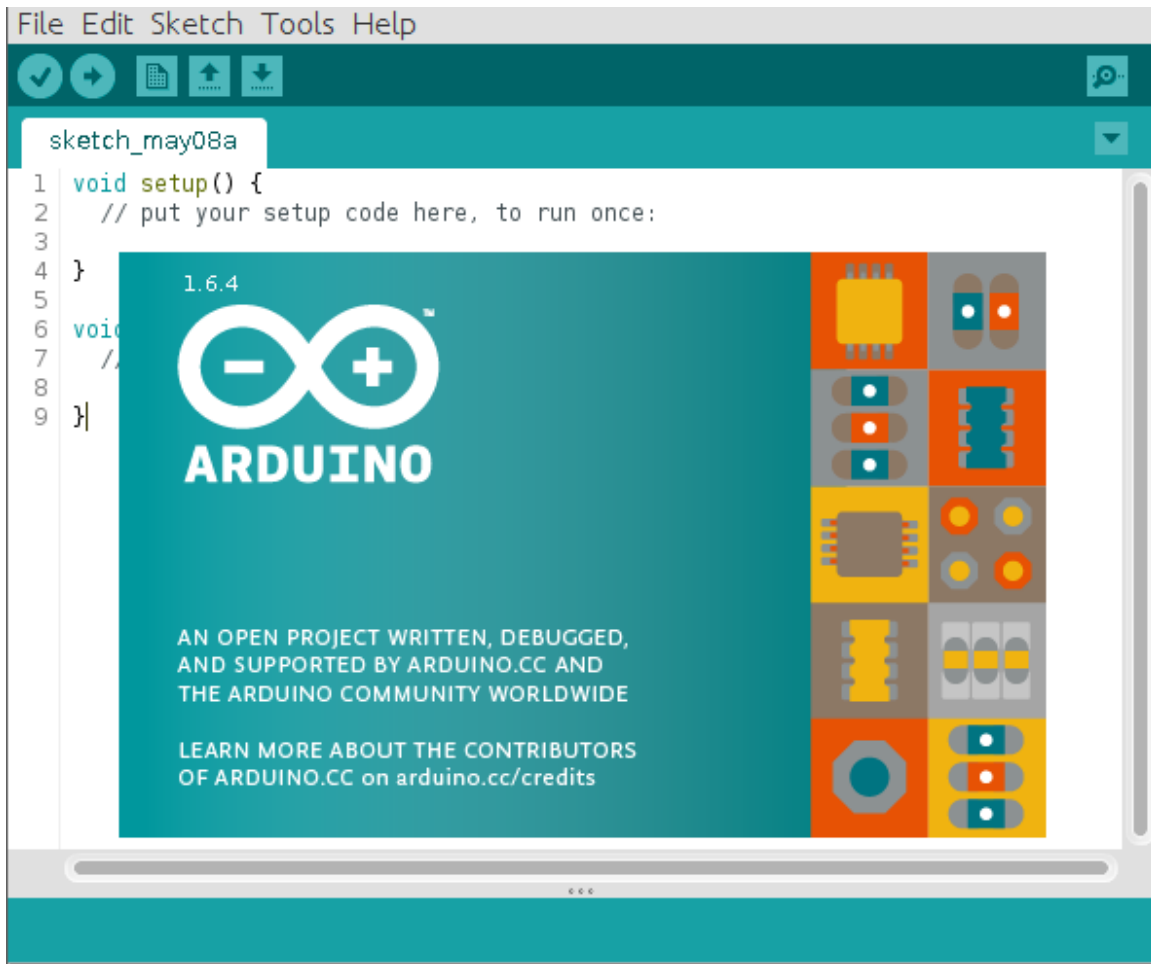 File Edit Sketch Tools Help
sketch_may08a
1 void setup() {
2 // put your setup code here, to run once:
3
4 }
5
6 void
7 //
8
9 }
1.6.4
™
ARDUINO
AN OPEN PROJECT WRITTEN, DEBUGGED,
AND SUPPORTED BY ARDUINO.CC AND
THE ARDUINO COMMUNITY WORLDWIDE
LEARN MORE ABOUT THE CONTRIBUTORS
OF ARDUINO.CC on arduino.cc/credits